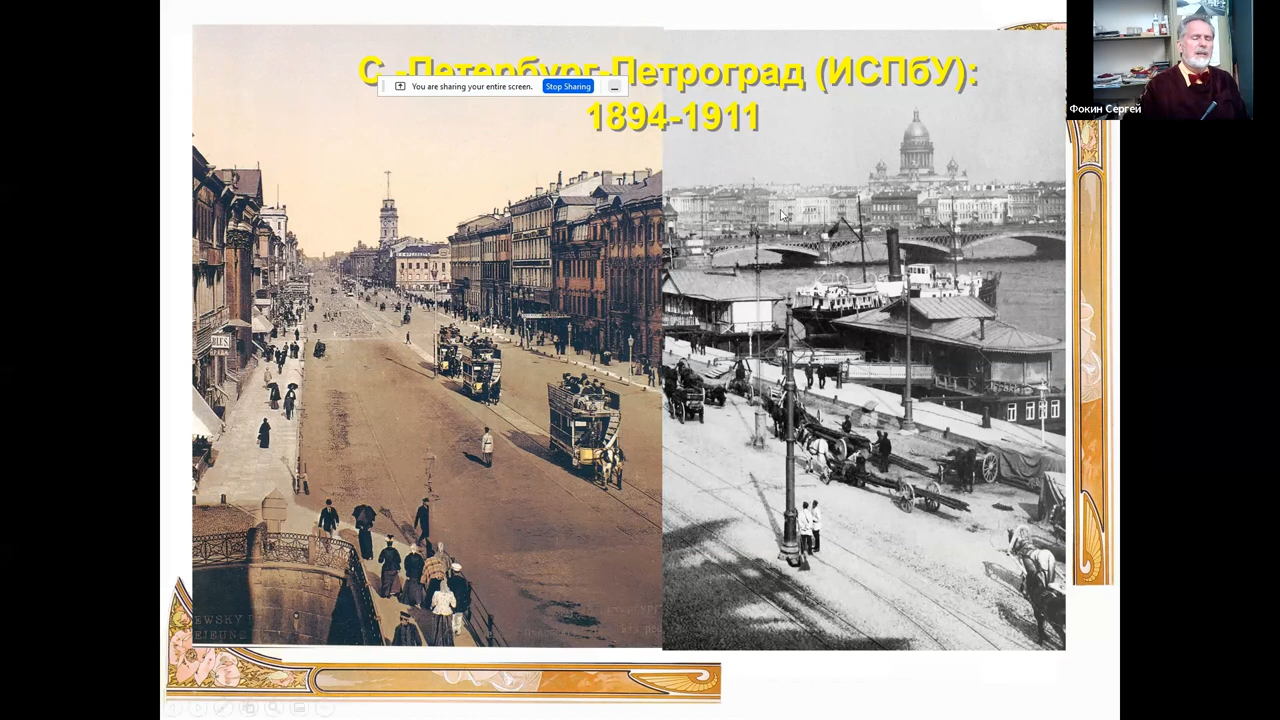 С.-Петербург-Петроград (ИСПбУ):
1894-1911
You are sharing your entire screen.
Stop Sharing
Фокин Сергей